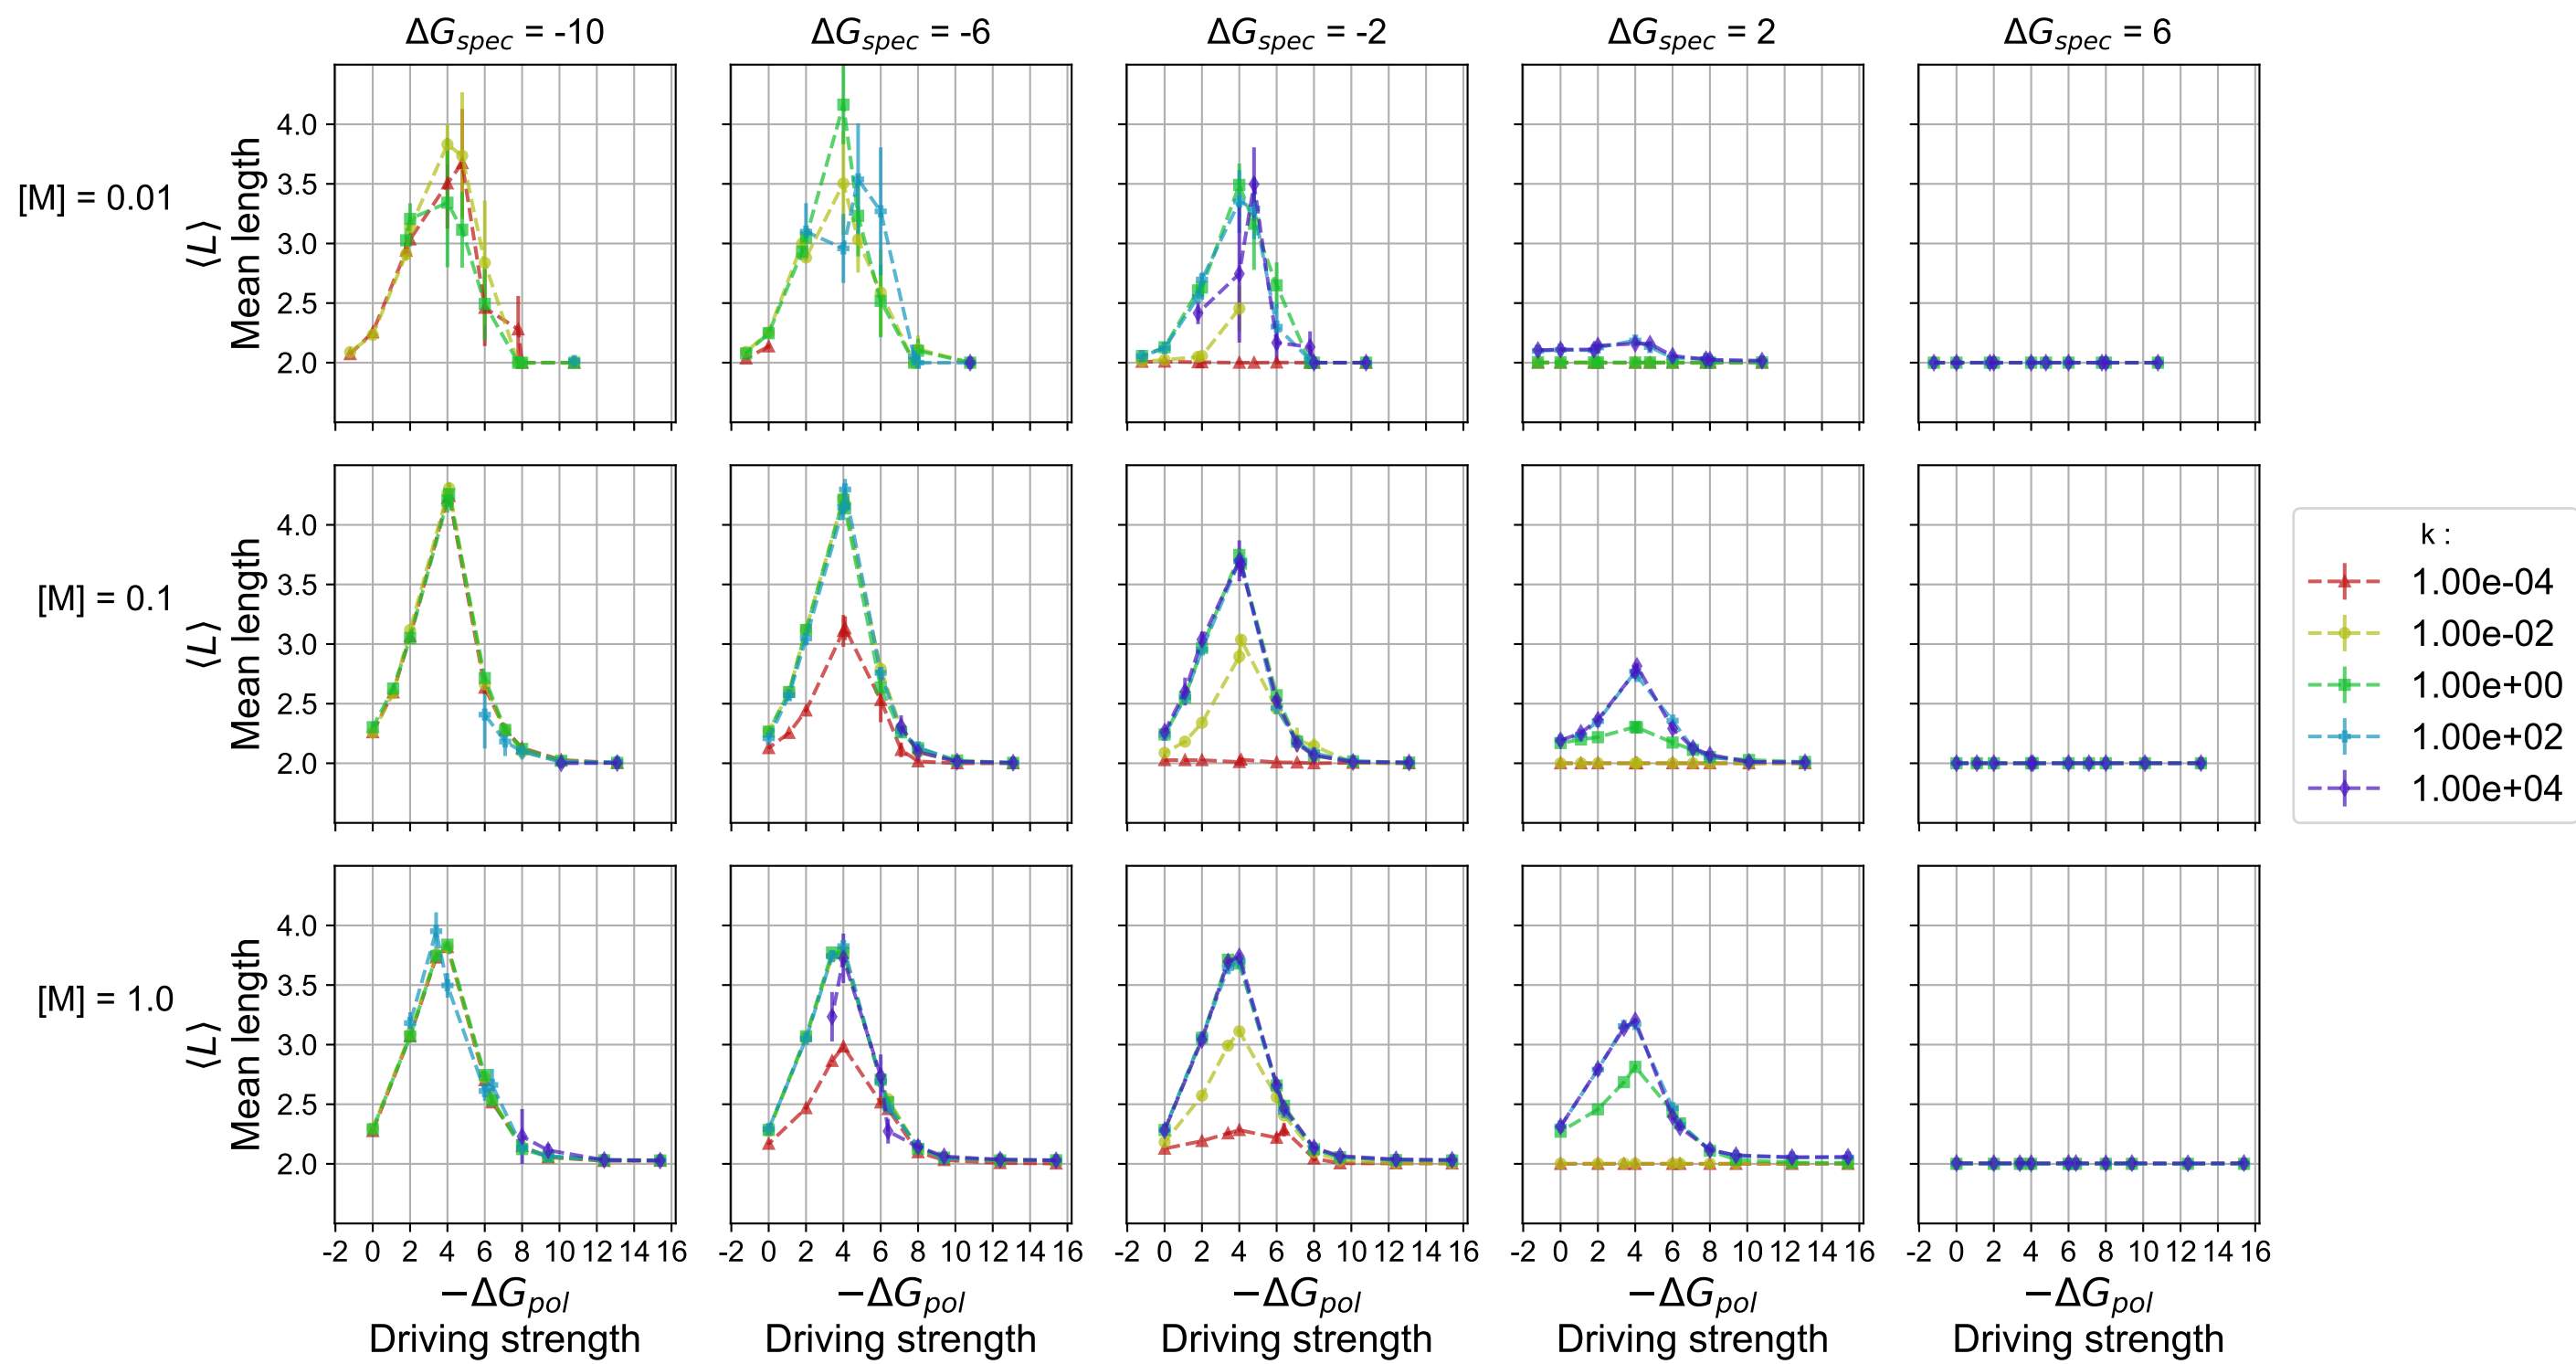 ΔG_spec = -10 ΔG_spec = -6 ΔG_spec = -2 ΔG_spec = 2 ΔG_spec = 6
[M] = 0.01
⟨L⟩
Mean length
4.0
3.5
3.0
2.5
2.0
[M] = 0.1
⟨L⟩
Mean length
4.0
3.5
3.0
2.5
2.0
k :
1.00e-04
1.00e-02
1.00e+00
1.00e+02
1.00e+04
[M] = 1.0
⟨L⟩
Mean length
4.0
3.5
3.0
2.5
2.0
-2 0 2 4 6 8 10 12 14 16 -2 0 2 4 6 8 10 12 14 16 -2 0 2 4 6 8 10 12 14 16 -2 0 2 4 6 8 10 12 14 16 -2 0 2 4 6 8 10 12 14 16
−ΔG_pol −ΔG_pol −ΔG_pol −ΔG_pol −ΔG_pol
Driving strength Driving strength Driving strength Driving strength Driving strength